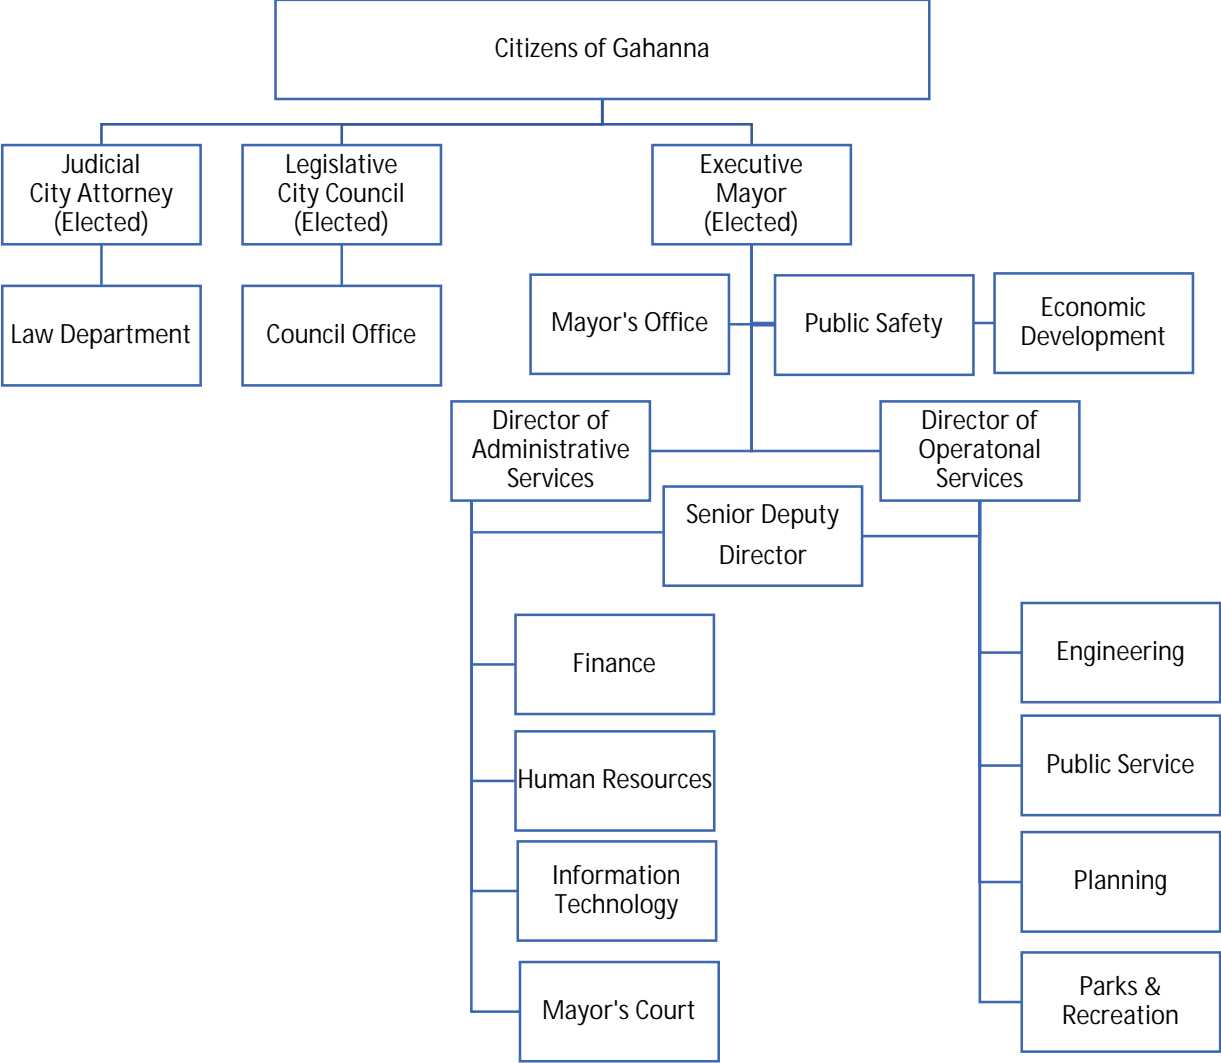 Citizens of Gahanna
Judicial
City Attorney
(Elected)
Legislative
City Council
(Elected)
Executive
Mayor
(Elected)
Law Department
Council Office
Mayor's Office
Public Safety
Economic
Development
Director of
Administrative
Services
Director of
Operatonal
Services
Senior Deputy
Director
Finance
Human Resources
Information
Technology
Mayor's Court
Engineering
Public Service
Planning
Parks &
Recreation